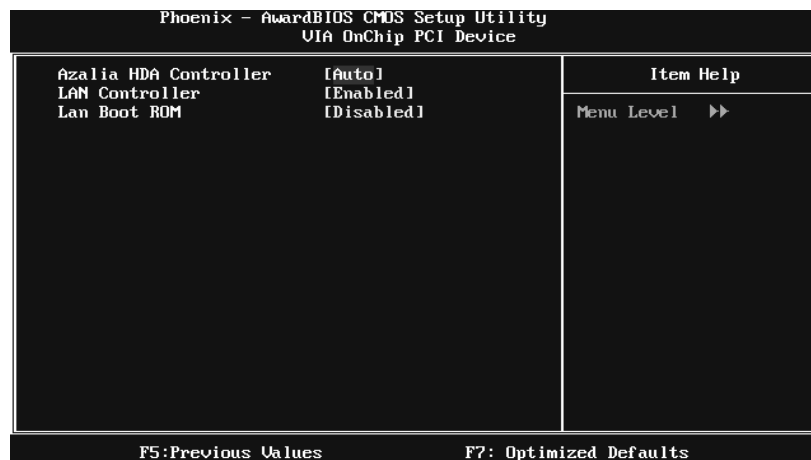 Phoenix - AwardBIOS CMOS Setup Utility
VIA OnChip PCI Device
Azalia HDA Controller [Auto]
LAN Controller [Enabled]
Lan Boot ROM [Disabled]
Item Help
Menu Level ▶▶
F5:Previous Values F7: Optimized Defaults